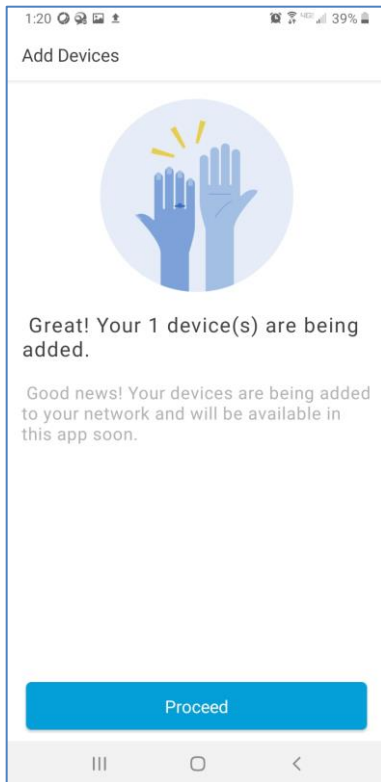 1:20 39%
Add Devices
Great! Your 1 device(s) are being
added.
Good news! Your devices are being added
to your network and will be available in
this app soon.
Proceed